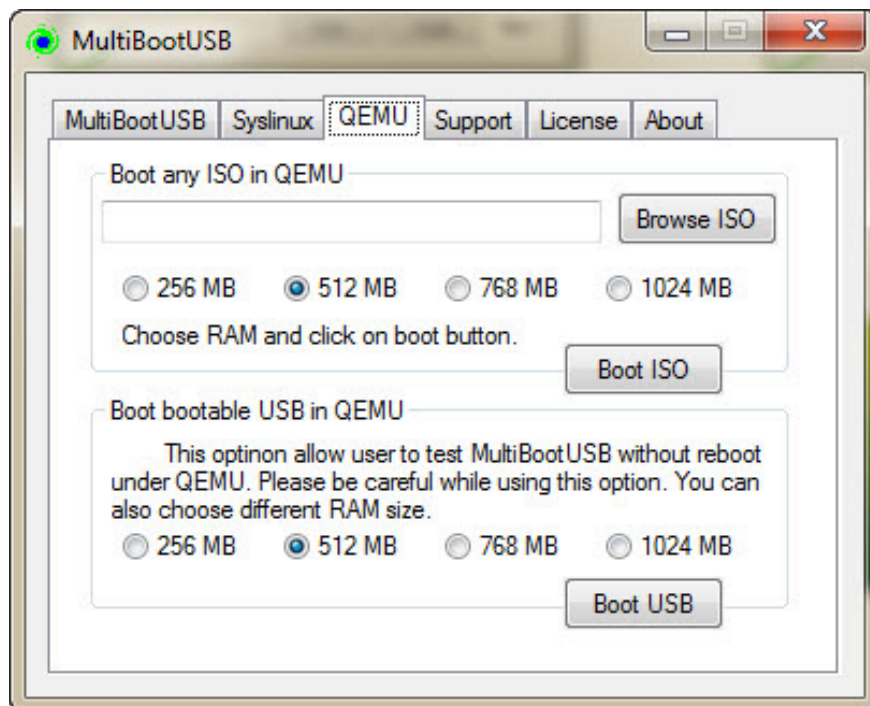 MultiBootUSB
MultiBootUSB Syslinux QEMU Support License About
Boot any ISO in QEMU
Browse ISO
256 MB 512 MB 768 MB 1024 MB
Choose RAM and click on boot button.
Boot ISO
Boot bootable USB in QEMU
This optinon allow user to test MultiBootUSB without reboot
under QEMU. Please be careful while using this option. You can
also choose different RAM size.
256 MB 512 MB 768 MB 1024 MB
Boot USB